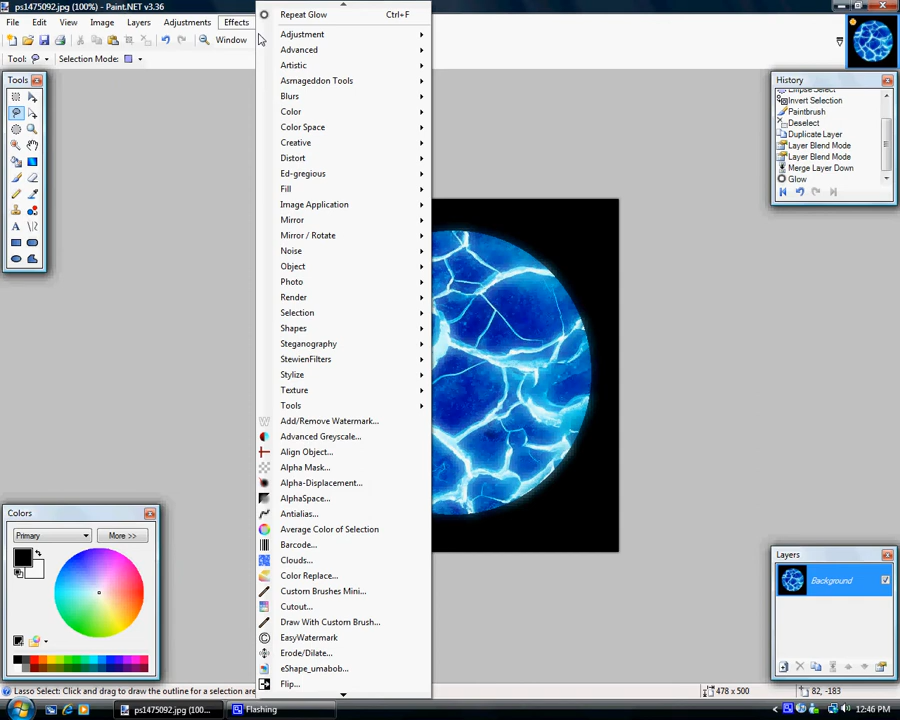 ps1475092.jpg (100%) - Paint.NET v3.36
File Edit View Image Layers Adjustments Effects
Window
Tool: Selection Mode:
Tools
Repeat Glow Ctrl+F
Adjustment
Advanced
Artistic
Asmageddon Tools
Blurs
Color
Color Space
Creative
Distort
Ed-gregious
Fill
Image Application
Mirror
Mirror / Rotate
Noise
Object
Photo
Render
Selection
Shapes
Steganography
StewienFilters
Stylize
Texture
Tools
Add/Remove Watermark...
Advanced Greyscale...
Align Object...
Alpha Mask...
Alpha-Displacement...
AlphaSpace...
Antialias...
Average Color of Selection
Barcode...
Clouds...
Color Replace...
Custom Brushes Mini...
Cutout...
Draw With Custom Brush...
EasyWatermark
Erode/Dilate...
eShape_umabob...
Flip...
History
Ellipse Select
Invert Selection
Paintbrush
Deselect
Duplicate Layer
Layer Blend Mode
Layer Blend Mode
Merge Layer Down
Glow
Colors
Primary More >>
Layers
Background
Lasso Select: Click and drag to draw the outline for a selection are
478 x 500 82, -183
ps1475092.jpg (100... Flashing 12:46 PM